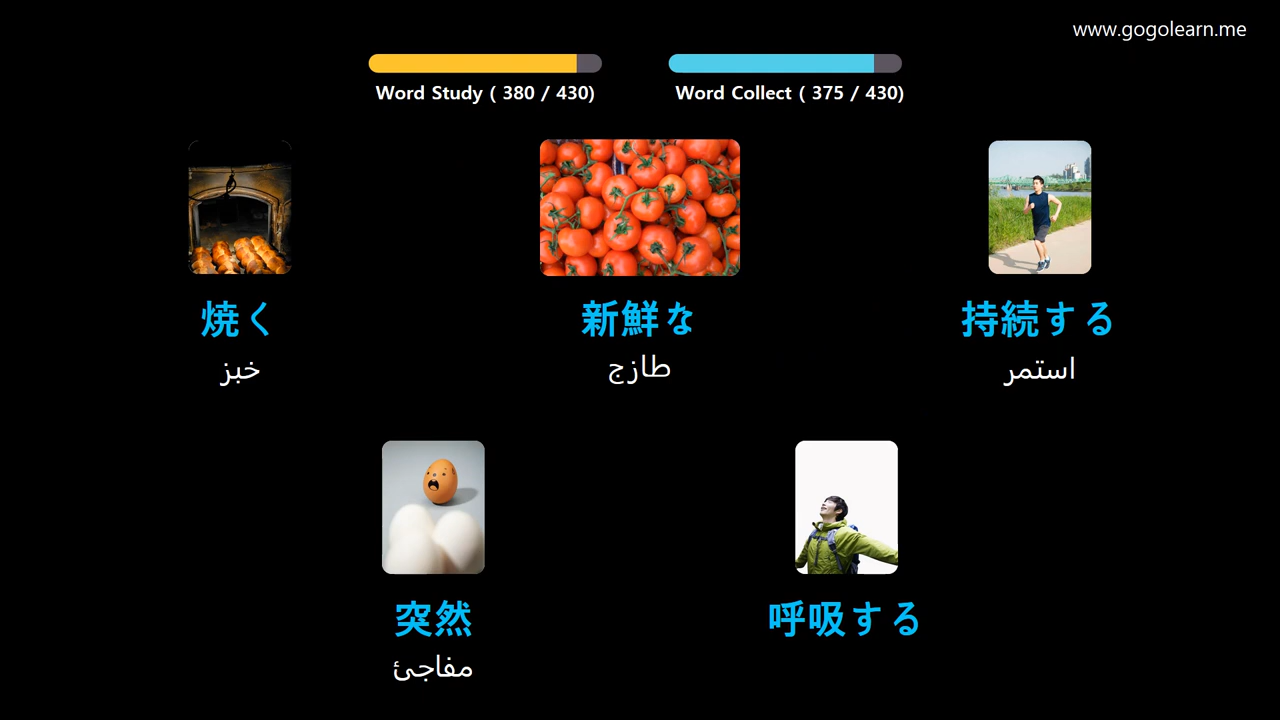 www.gogolearn.me
Word Study ( 380 / 430)
Word Collect ( 375 / 430)
焼く
خبز
新鮮な
طازج
持続する
استمر
突然
مفاجئ
呼吸する